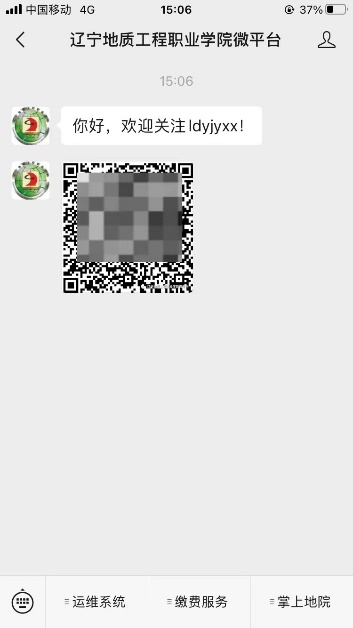 中国移动 4G 15:06 37%
辽宁地质工程职业学院微平台
15:06
你好，欢迎关注ldyjyxx！
运维系统 缴费服务 掌上地院